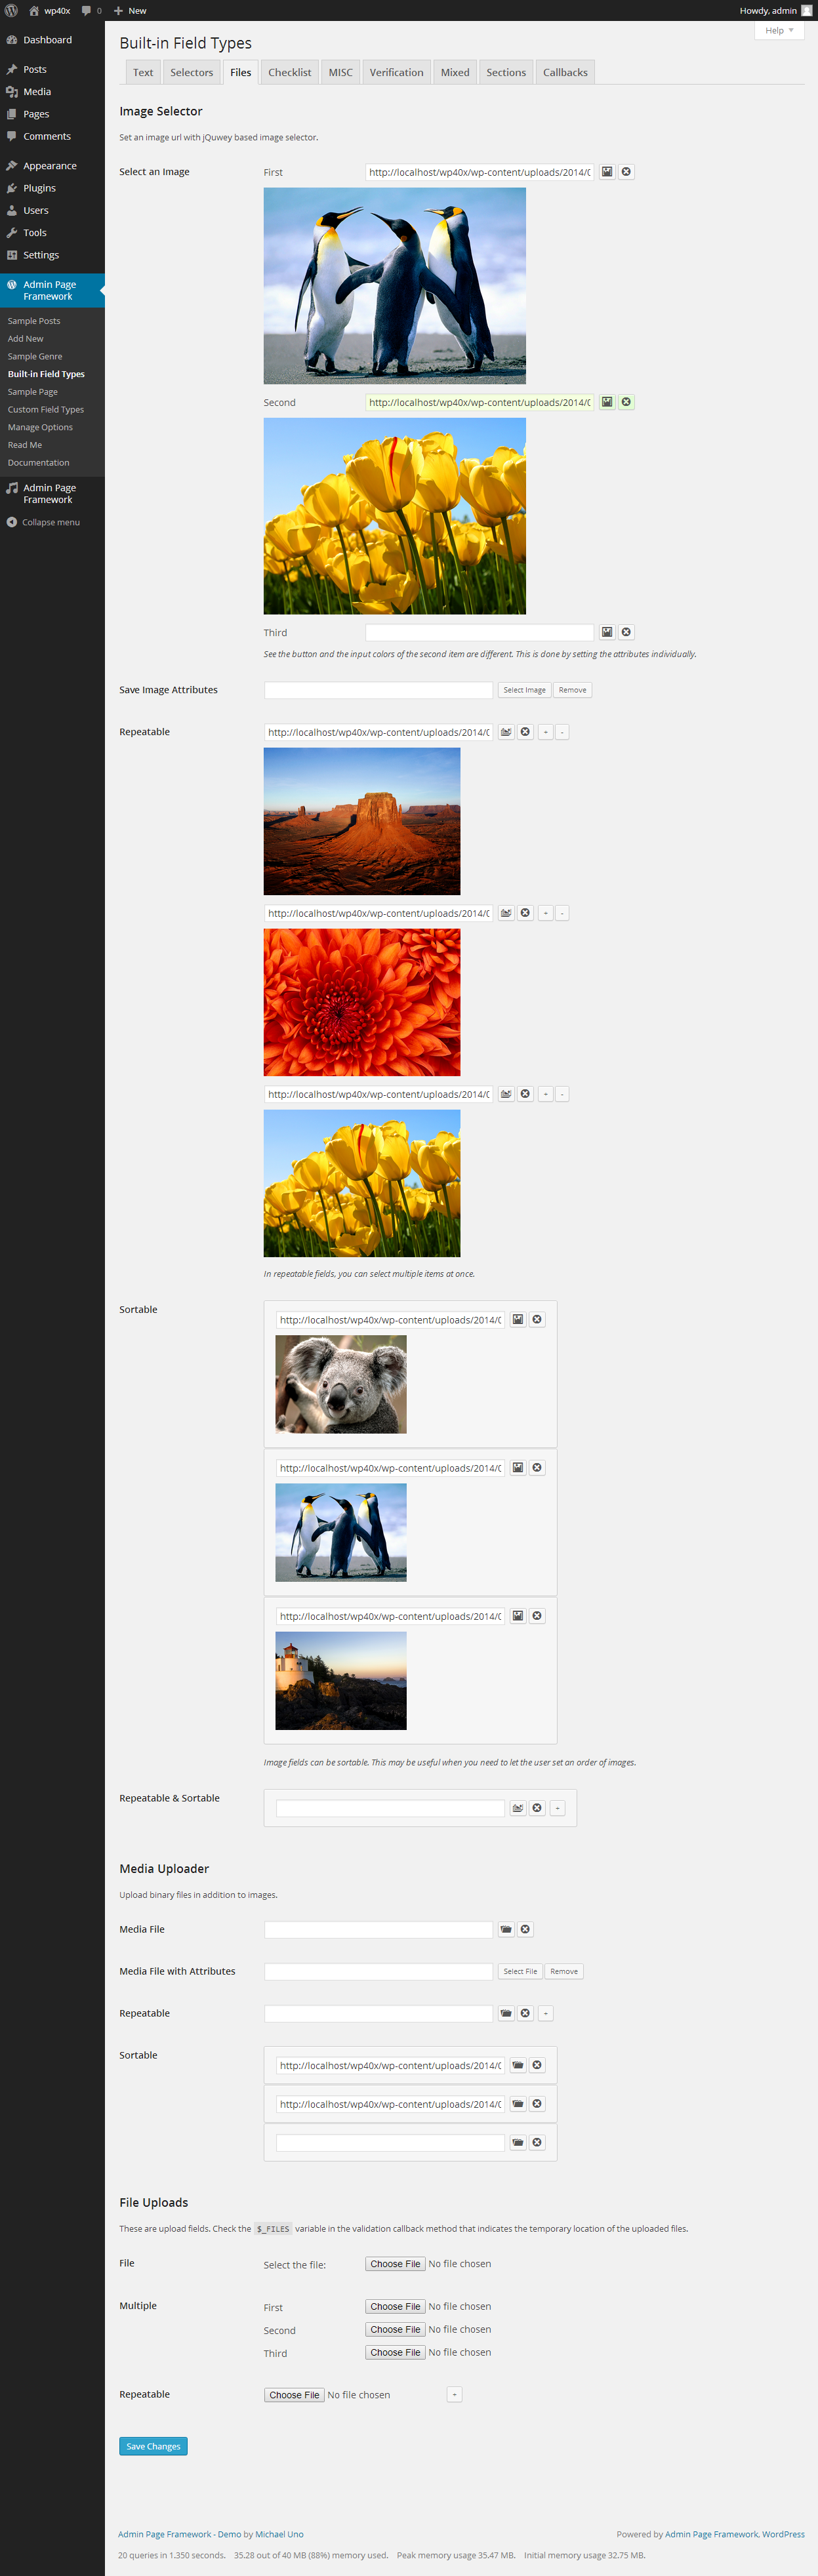 wp40x 0 New Howdy, admin
Help
Dashboard
Posts
Media
Pages
Comments
Appearance
Plugins
Users
Tools
Settings
Admin Page
Framework
Sample Posts
Add New
Sample Genre
Built-in Field Types
Sample Page
Custom Field Types
Manage Options
Read Me
Documentation
Admin Page
Framework
Collapse menu
Built-in Field Types
Text Selectors Files Checklist MISC Verification Mixed Sections Callbacks
Image Selector
Set an image url with jQuwey based image selector.
Select an Image First http://localhost/wp40x/wp-content/uploads/2014/
Second http://localhost/wp40x/wp-content/uploads/2014/
Third
See the button and the input colors of the second item are different. This is done by setting the attributes individually.
Save Image Attributes Select Image Remove
Repeatable http://localhost/wp40x/wp-content/uploads/2014/ + -
http://localhost/wp40x/wp-content/uploads/2014/ + -
http://localhost/wp40x/wp-content/uploads/2014/ + -
In repeatable fields, you can select multiple items at once.
Sortable http://localhost/wp40x/wp-content/uploads/2014/
http://localhost/wp40x/wp-content/uploads/2014/
http://localhost/wp40x/wp-content/uploads/2014/
Image fields can be sortable. This may be useful when you need to let the user set an order of images.
Repeatable & Sortable +
Media Uploader
Upload binary files in addition to images.
Media File
Media File with Attributes Select File Remove
Repeatable +
Sortable http://localhost/wp40x/wp-content/uploads/2014/
http://localhost/wp40x/wp-content/uploads/2014/
File Uploads
These are upload fields. Check the $_FILES variable in the validation callback method that indicates the temporary location of the uploaded files.
File Select the file: Choose File No file chosen
Multiple First Choose File No file chosen
Second Choose File No file chosen
Third Choose File No file chosen
Repeatable Choose File No file chosen +
Save Changes
Admin Page Framework - Demo by Michael Uno Powered by Admin Page Framework, WordPress
20 queries in 1.350 seconds. 35.28 out of 40 MB (88%) memory used. Peak memory usage 35.47 MB. Initial memory usage 32.75 MB.